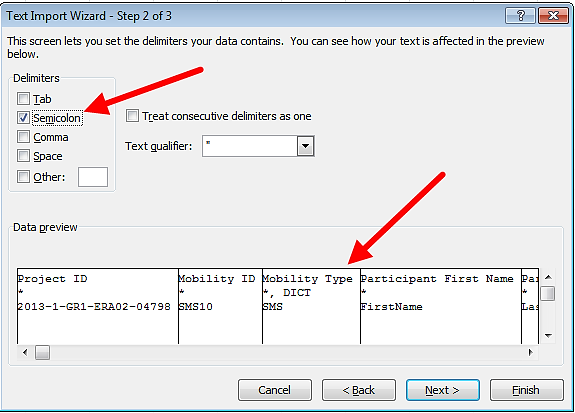 Text Import Wizard - Step 2 of 3
This screen lets you set the delimiters your data contains. You can see how your text is affected in the preview
below.
Delimiters
Tab
Semicolon
Comma
Space
Other:
Treat consecutive delimiters as one
Text qualifier: "
Data preview
Project ID Mobility ID Mobility Type Participant First Name Par
* * *, DICT * *
2013-1-GR1-ERA02-04798 SMS10 SMS FirstName Las
Cancel < Back Next > Finish